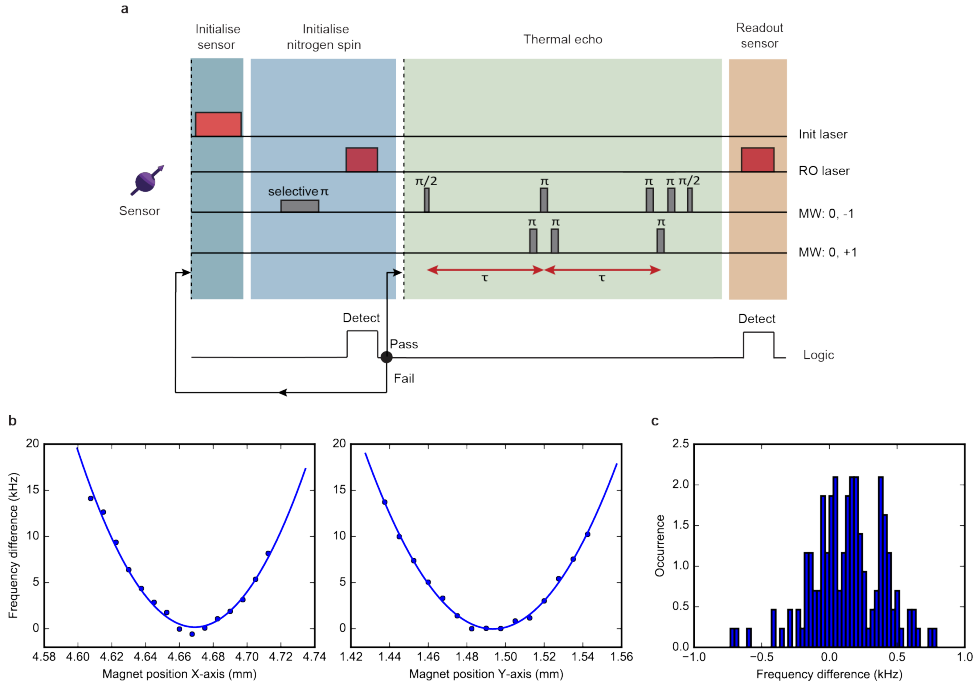 a
Initialise
sensor
Initialise
nitrogen spin
Thermal echo
Readout
sensor
Init laser
RO laser
Sensor
selective π
π/2
π
π
π
π/2
MW: 0, -1
π
π
π
MW: 0, +1
τ
τ
Detect
Pass
Fail
Detect
Logic
b
Frequency difference (kHz)
20
15
10
5
0
4.58
4.60
4.62
4.64
4.66
4.68
4.70
4.72
4.74
Magnet position X-axis (mm)
20
15
10
5
0
1.42
1.44
1.46
1.48
1.50
1.52
1.54
1.56
Magnet position Y-axis (mm)
c
Occurrence
2.5
2.0
1.5
1.0
0.5
0.0
−1.0
−0.5
0.0
0.5
1.0
Frequency difference (kHz)